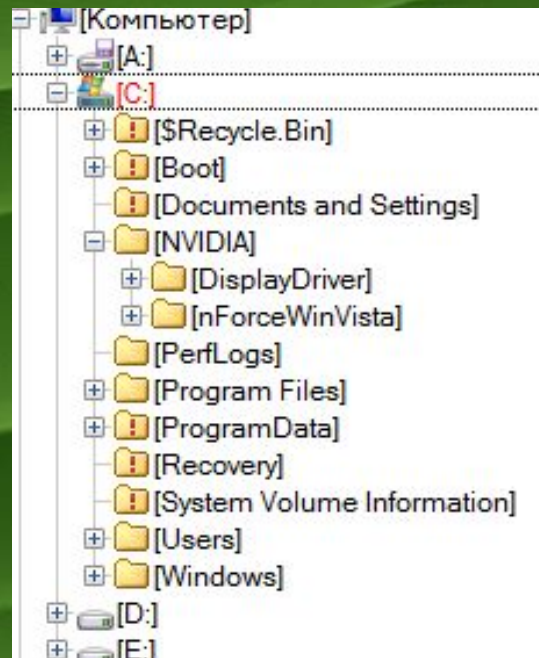 [Компьютер]
[A:]
[C:]
[$Recycle.Bin]
[Boot]
[Documents and Settings]
[NVIDIA]
[DisplayDriver]
[nForceWinVista]
[PerfLogs]
[Program Files]
[ProgramData]
[Recovery]
[System Volume Information]
[Users]
[Windows]
[D:]
[E:]